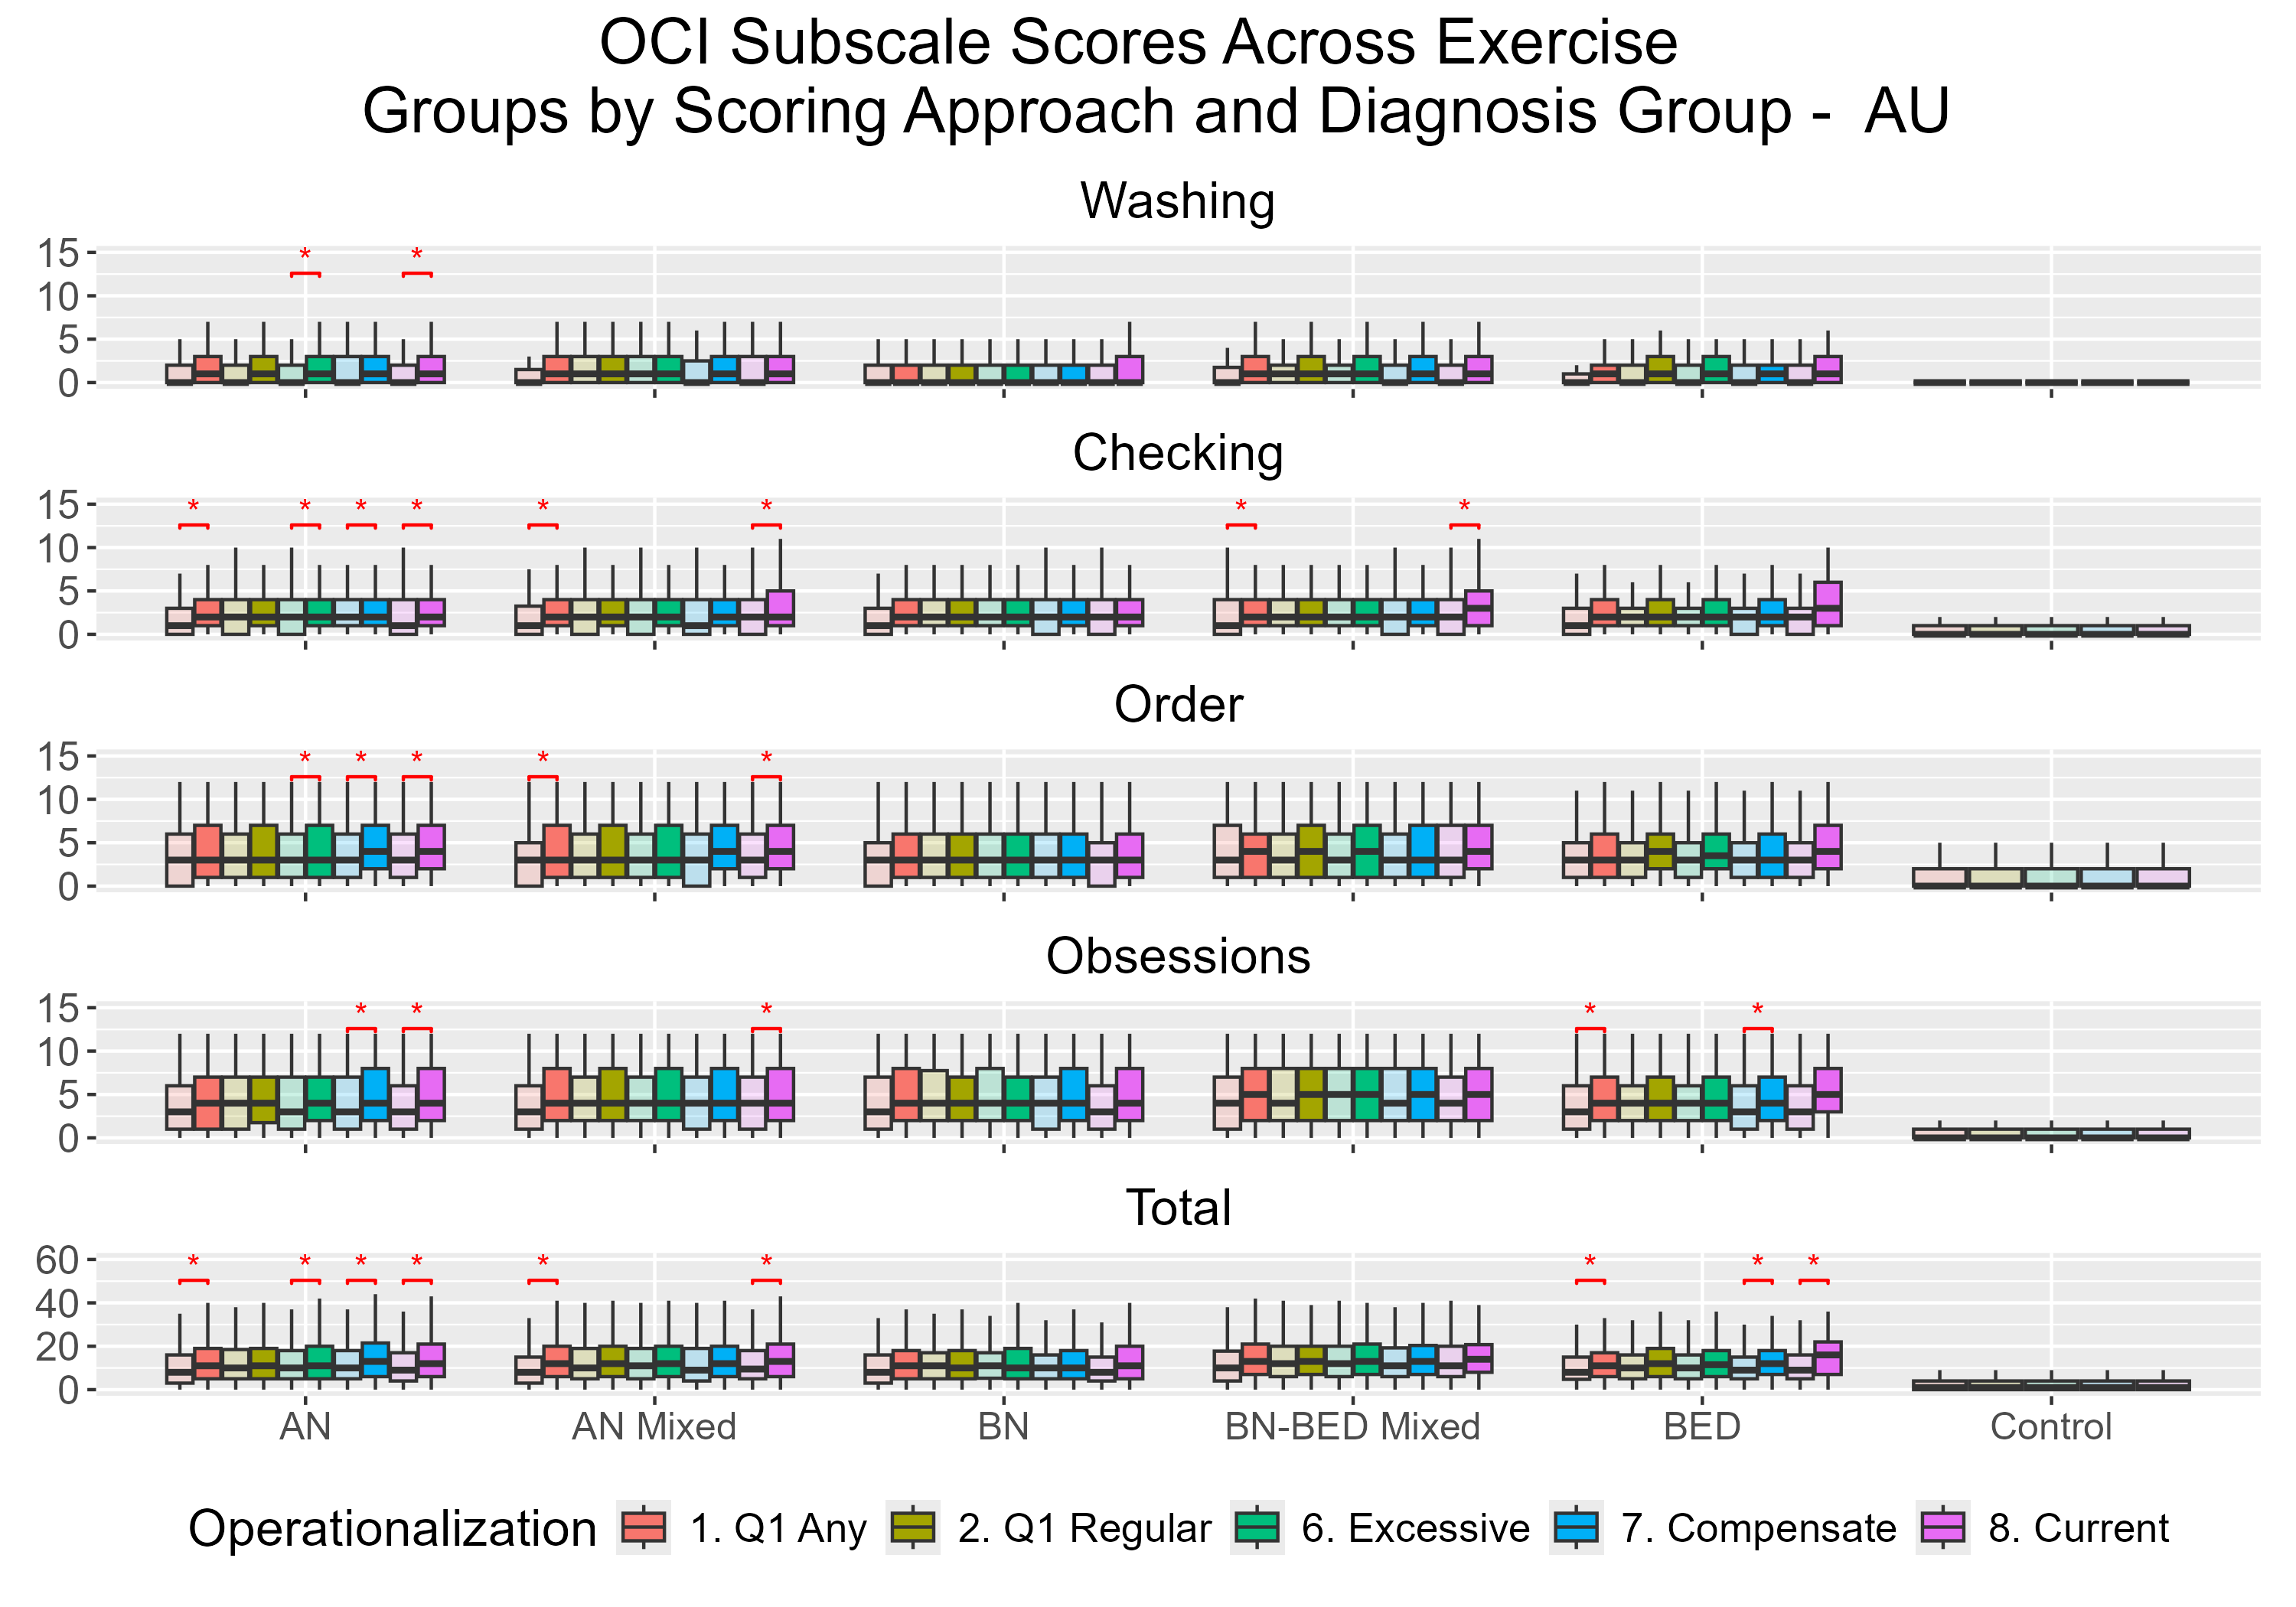 OCI Subscale Scores Across Exercise
Groups by Scoring Approach and Diagnosis Group -  AU
Washing
15
* *
10
5
0
Checking
15
* * * * * * * *
10
5
0
Order
15
* * * * *
10
5
0
Obsessions
15
* * * * *
10
5
0
Total
60
* * * * * * * * *
40
20
0
AN AN Mixed BN BN-BED Mixed BED Control
Operationalization 1. Q1 Any 2. Q1 Regular 6. Excessive 7. Compensate 8. Current